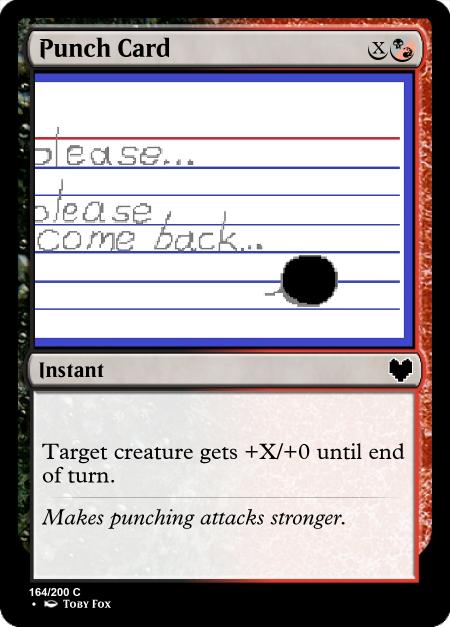 Punch Card X
please...
please
come back...
Instant
Target creature gets +X/+0 until end
of turn.
Makes punching attacks stronger.
164/200 C
• Toby Fox